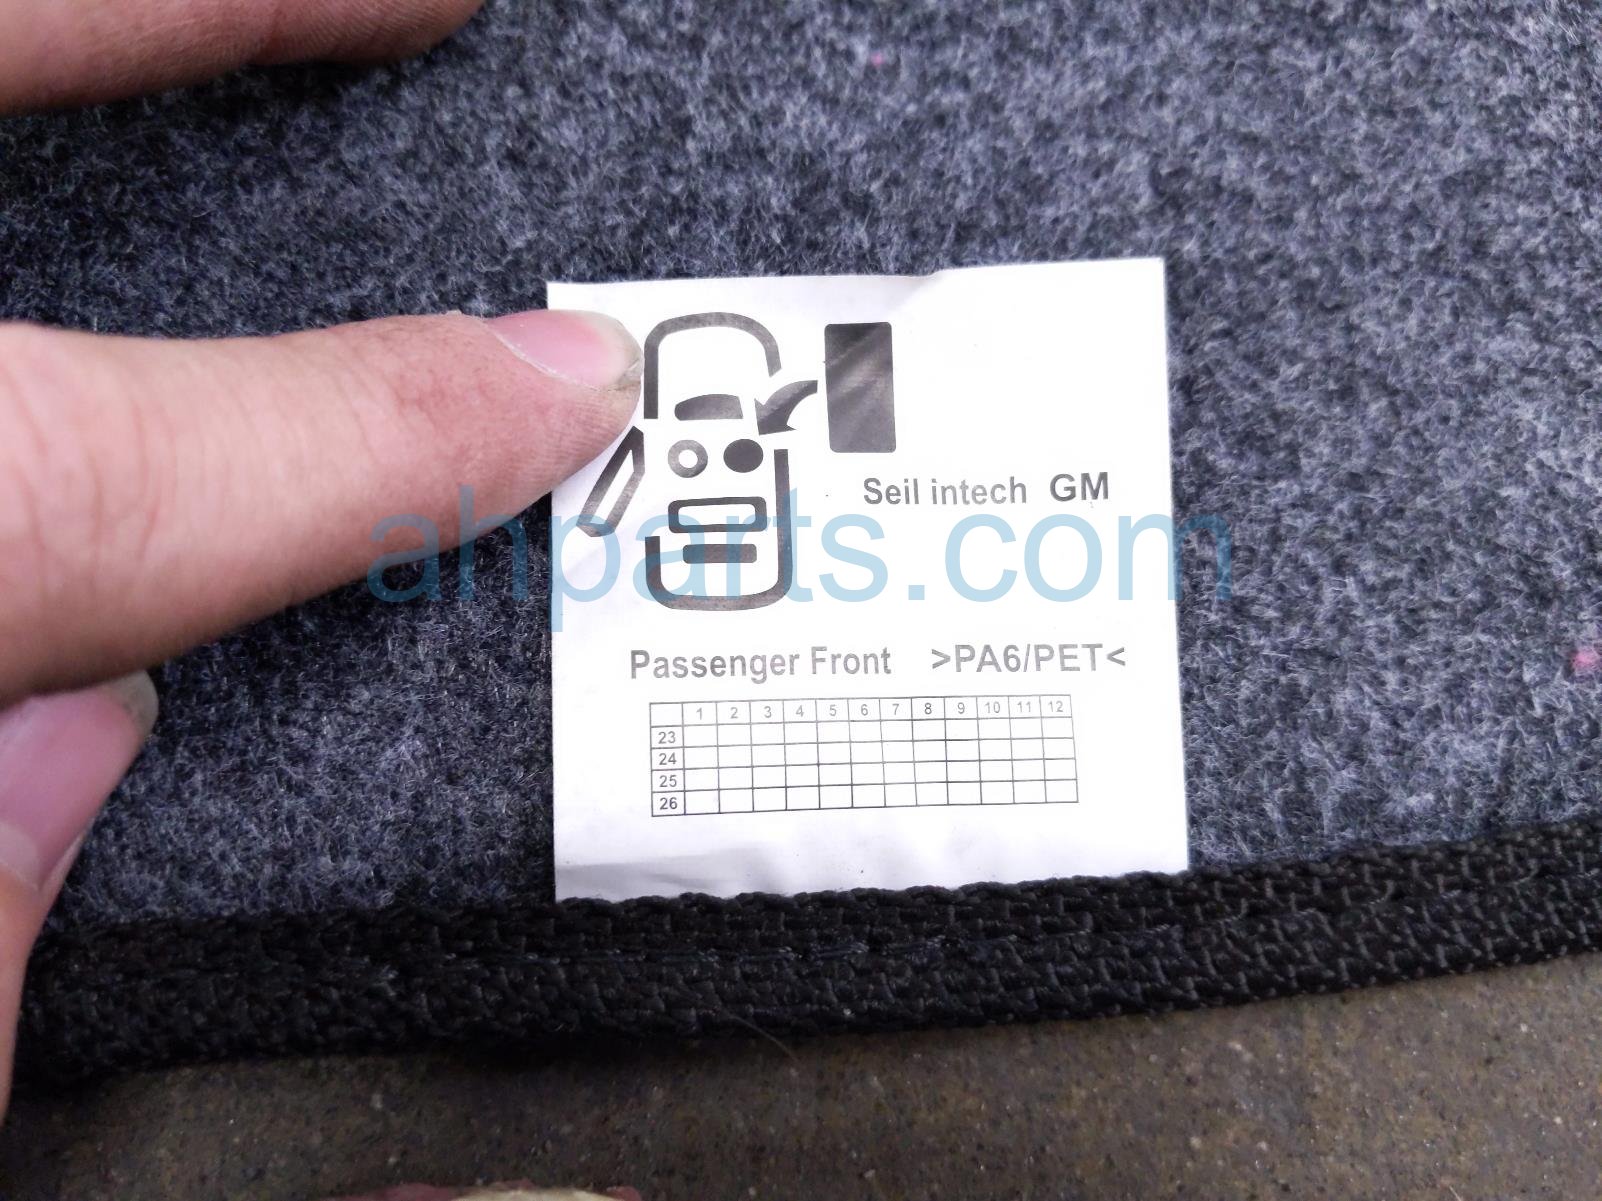 Seil intech GM
ahparts.com
Passenger Front >PA6/PET<
1 2 3 4 5 6 7 8 9 10 11 12
23
24
25
26